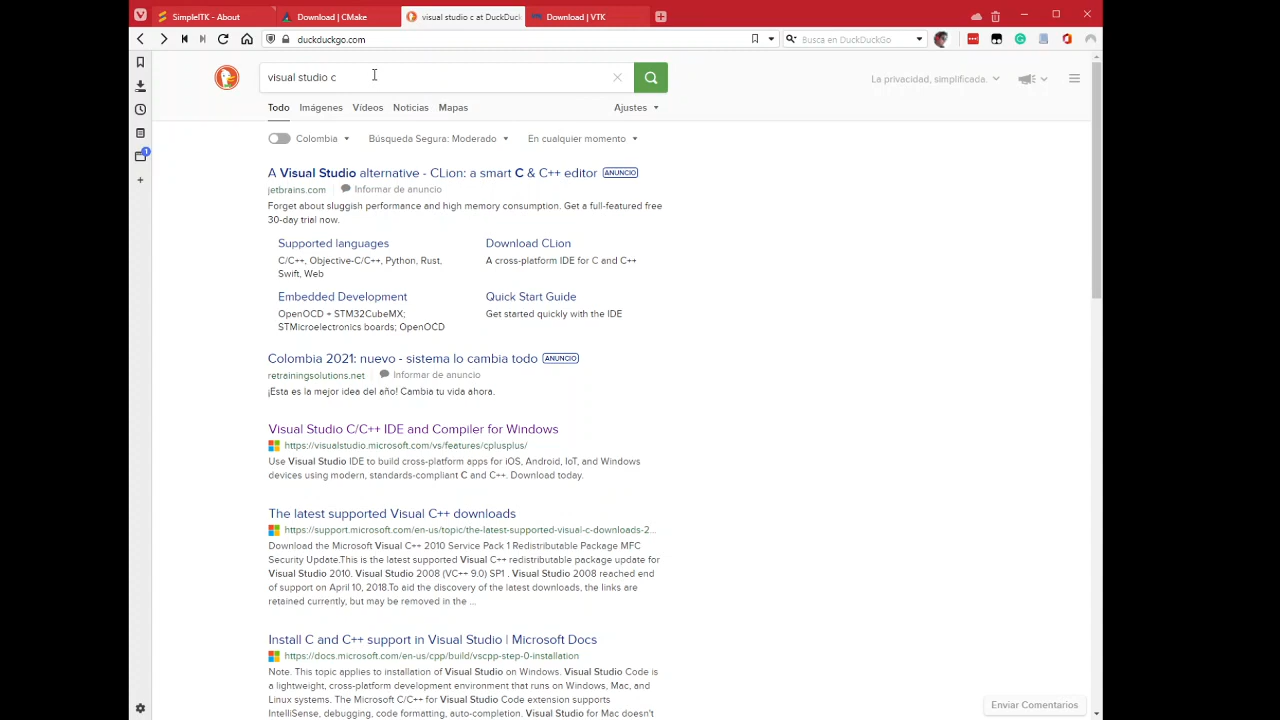 SimpleITK - About
Download | CMake
visual studio c at DuckDuck
Download | VTK
duckduckgo.com
Busca en DuckDuckGo
visual studio c
La privacidad, simplificada.
Todo
Imágenes
Vídeos
Noticias
Mapas
Ajustes
Colombia
Búsqueda Segura: Moderado
En cualquier momento
1
A Visual Studio alternative - CLion: a smart C & C++ editor ANUNCIO
jetbrains.com
Informar de anuncio
Forget about sluggish performance and high memory consumption. Get a full-featured free
30-day trial now.
Supported languages
C/C++, Objective-C/C++, Python, Rust,
Swift, Web
Download CLion
A cross-platform IDE for C and C++
Embedded Development
OpenOCD + STM32CubeMX;
STMicroelectronics boards; OpenOCD
Quick Start Guide
Get started quickly with the IDE
Colombia 2021: nuevo - sistema lo cambia todo ANUNCIO
retrainingsolutions.net
Informar de anuncio
¡Esta es la mejor idea del año! Cambia tu vida ahora.
Visual Studio C/C++ IDE and Compiler for Windows
https://visualstudio.microsoft.com/vs/features/cplusplus/
Use Visual Studio IDE to build cross-platform apps for iOS, Android, IoT, and Windows
devices using modern, standards-compliant C and C++. Download today.
The latest supported Visual C++ downloads
https://support.microsoft.com/en-us/topic/the-latest-supported-visual-c-downloads-2...
Download the Microsoft Visual C++ 2010 Service Pack 1 Redistributable Package MFC
Security Update.This is the latest supported Visual C++ redistributable package update for
Visual Studio 2010. Visual Studio 2008 (VC++ 9.0) SP1 . Visual Studio 2008 reached end
of support on April 10, 2018.To aid the discovery of the latest downloads, the links are
retained currently, but may be removed in the ...
Install C and C++ support in Visual Studio | Microsoft Docs
https://docs.microsoft.com/en-us/cpp/build/vscpp-step-0-installation
Note. This topic applies to installation of Visual Studio on Windows. Visual Studio Code is
a lightweight, cross-platform development environment that runs on Windows, Mac, and
Linux systems. The Microsoft C/C++ for Visual Studio Code extension supports
IntelliSense, debugging, code formatting, auto-completion. Visual Studio for Mac doesn't
Enviar Comentarios